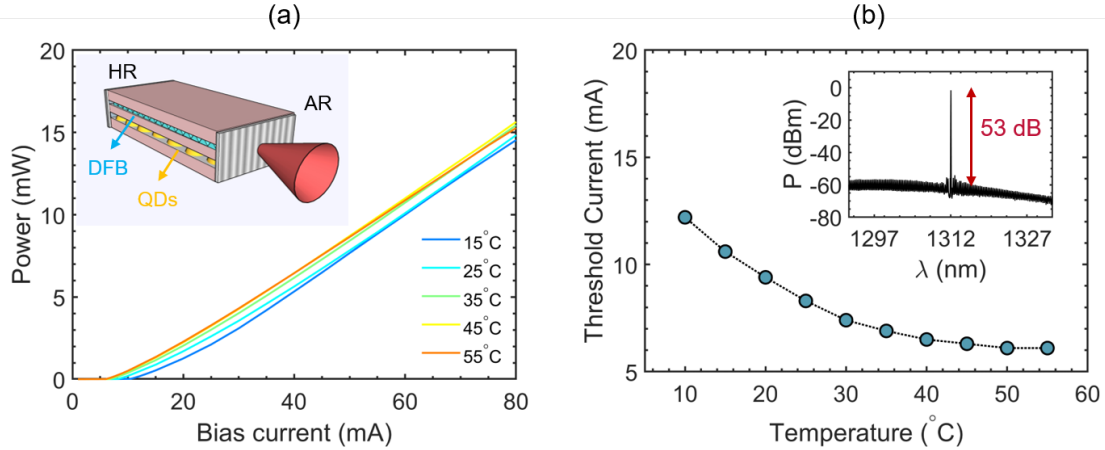 (a)
20
15
10
5
0
Power (mW)
0
20
40
60
80
Bias current (mA)
HR
AR
DFB
QDs
15°C
25°C
35°C
45°C
55°C
(b)
20
15
10
5
Threshold Current (mA)
10
20
30
40
50
60
Temperature (°C)
0
-20
-40
-60
-80
P (dBm)
53 dB
1297
1312
1327
λ (nm)